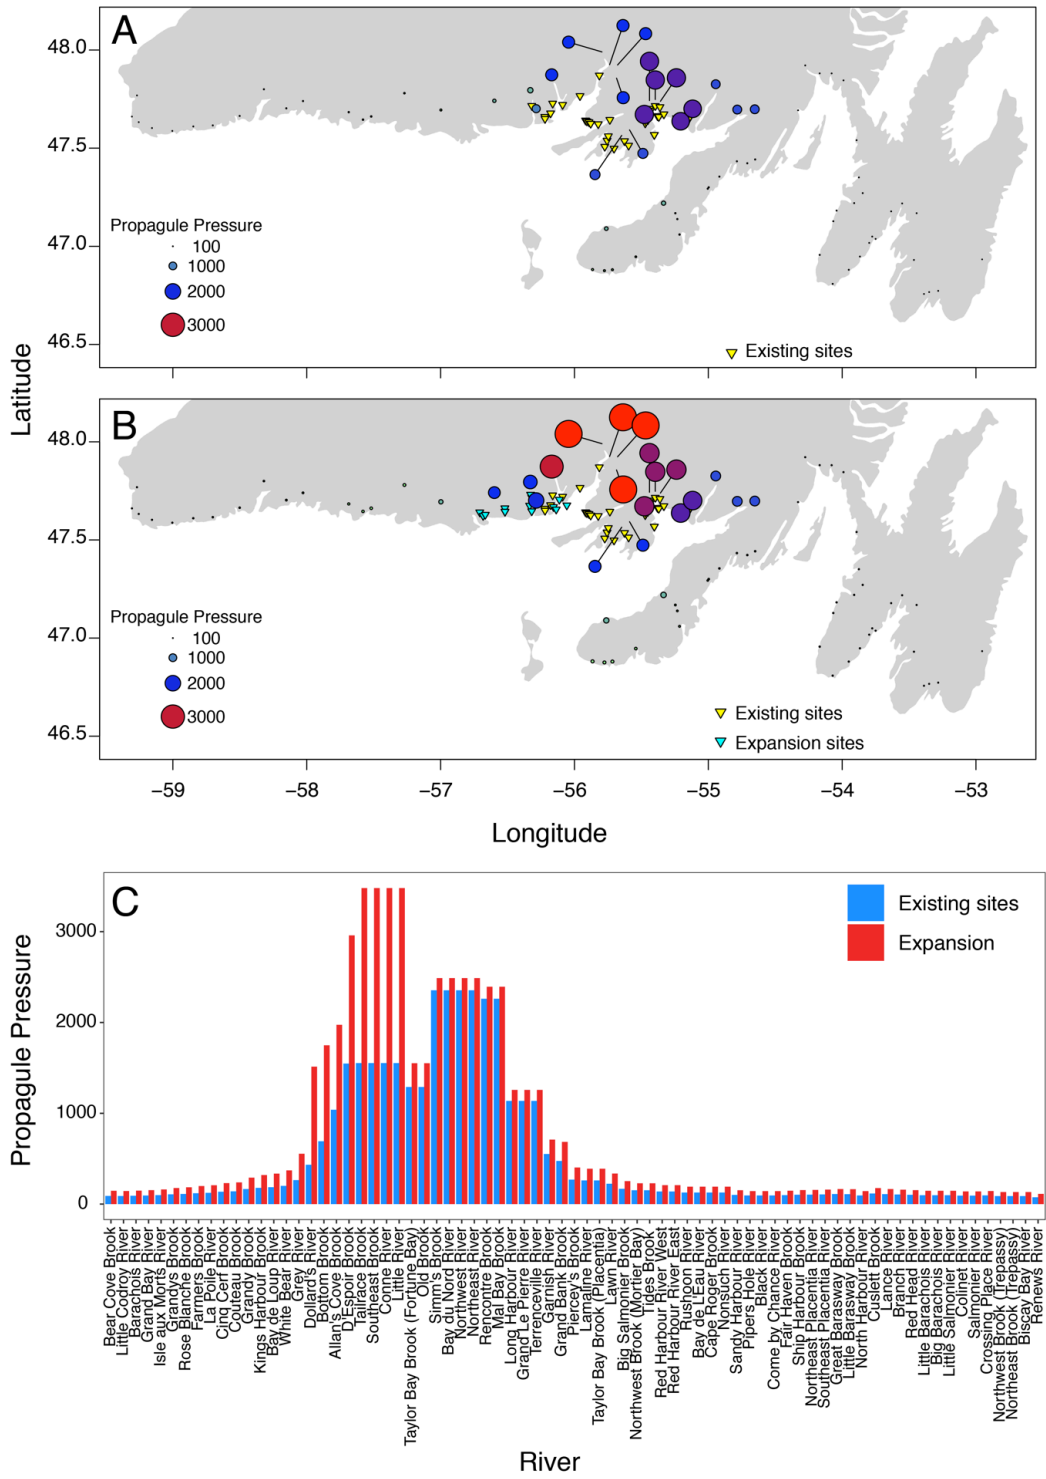 A
48.0
47.5
47.0
46.5
Propagule Pressure
100
1000
2000
3000
Existing sites
Latitude
B
48.0
47.5
47.0
46.5
Propagule Pressure
100
1000
2000
3000
Existing sites
Expansion sites
−59
−58
−57
−56
−55
−54
−53
Longitude
C
Existing sites
Expansion
Propagule Pressure
3000
2000
1000
0
Bear Cove Brook
Little Codroy River
Barachois River
Grand Bay River
Isle aux Morts River
Grandys Brook
Rose Blanche Brook
Farmers Brook
La Poile River
Cinq Cerf Brook
Couteau Brook
Grandy Brook
Kings Harbour Brook
Bay de Loup River
White Bear River
Grey River
Dollard's River
Bottom Brook
Allan's Cove Brook
D'Espoir Brook
Tailrace Brook
Southeast Brook
Conne River
Little River
Taylor Bay Brook (Fortune Bay)
Old Brook
Simm's Brook
Bay du Nord River
Northwest River
Northeast River
Rencontre Brook
Mal Bay Brook
Long Harbour River
Grand Le Pierre River
Terrenceville River
Garnish River
Grand Bank Brook
Piercey's Brook
Lamaline River
Taylor Bay Brook (Placentia)
Lawn River
Big Salmonier Brook
Northwest Brook (Mortier Bay)
Tides Brook
Red Harbour River West
Red Harbour River East
Rushoon River
Bay de L'Eau River
Cape Roger Brook
Nonsuch River
Sandy Harbour River
Pipers Hole River
Black River
Come by Chance River
Fair Haven Brook
Ship Harbour Brook
Northeast Placentia River
Southeast Placentia River
Great Barasway Brook
Little Barasway Brook
North Harbour River
Cuslett Brook
Lance River
Branch River
Red Head River
Little Barachois River
Big Barachois River
Little Salmonier River
Colinet River
Salmonier River
Crossing Place River
Northwest Brook (Trepassy)
Northeast Brook (Trepassy)
Biscay Bay River
Renews River
River